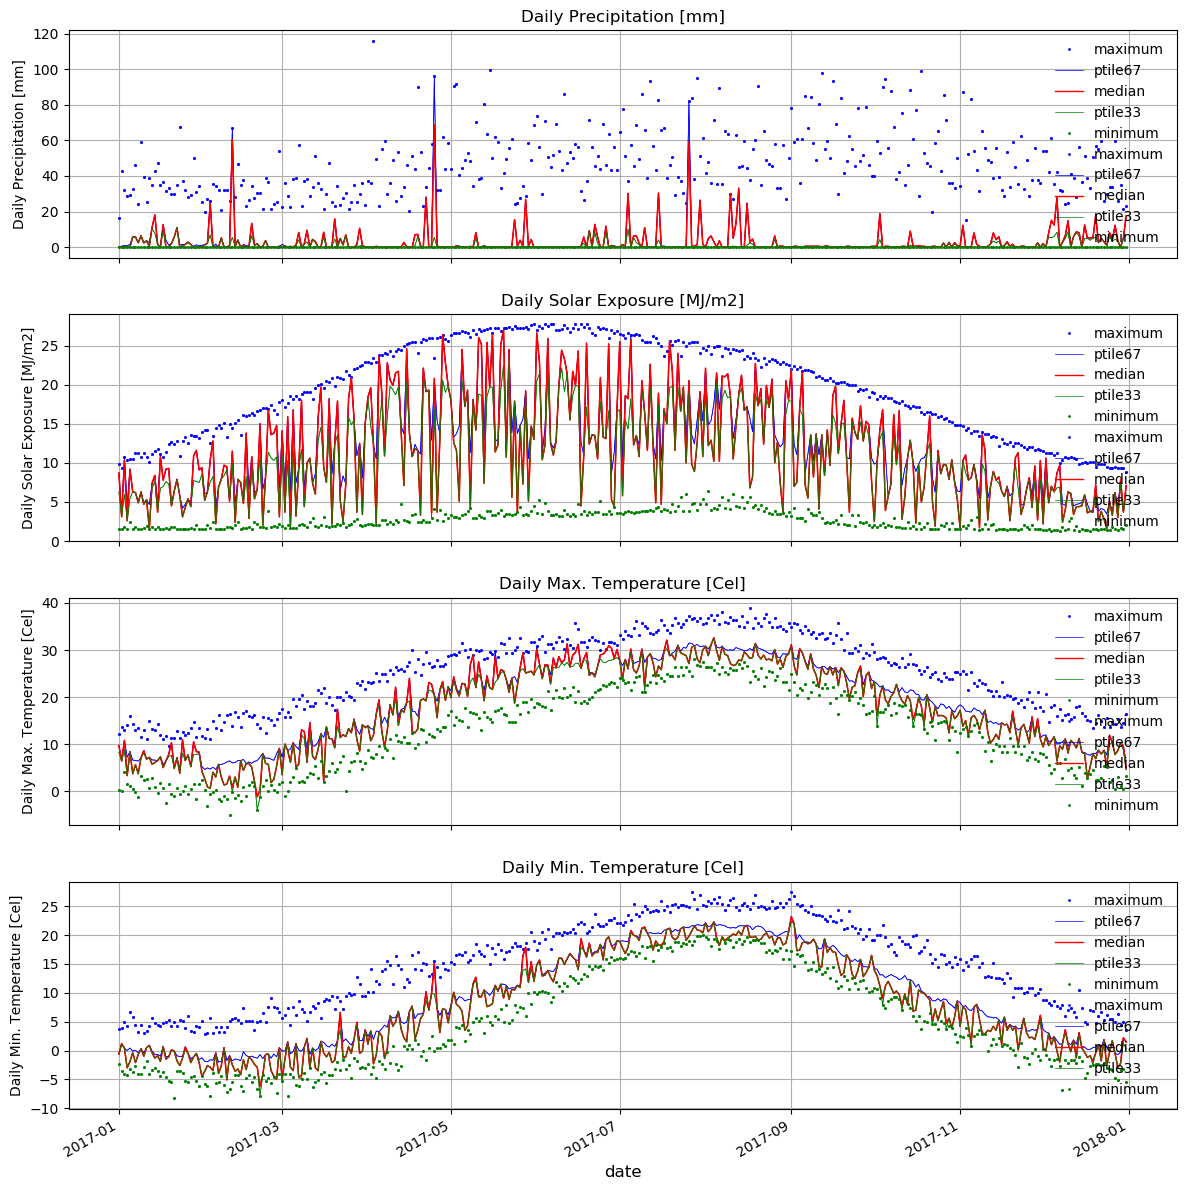 Daily Precipitation [mm]
Daily Precipitation [mm]
120
100
80
60
40
20
0
maximum
ptile67
median
ptile33
minimum
maximum
ptile67
median
ptile33
minimum
Daily Solar Exposure [MJ/m2]
Daily Solar Exposure [MJ/m2]
25
20
15
10
5
0
maximum
ptile67
median
ptile33
minimum
maximum
ptile67
median
ptile33
minimum
Daily Max. Temperature [Cel]
Daily Max. Temperature [Cel]
40
30
20
10
0
maximum
ptile67
median
ptile33
minimum
maximum
ptile67
median
ptile33
minimum
Daily Min. Temperature [Cel]
Daily Min. Temperature [Cel]
25
20
15
10
5
0
−5
−10
maximum
ptile67
median
ptile33
minimum
maximum
ptile67
median
ptile33
minimum
2017-01
2017-03
2017-05
2017-07
2017-09
2017-11
2018-01
date